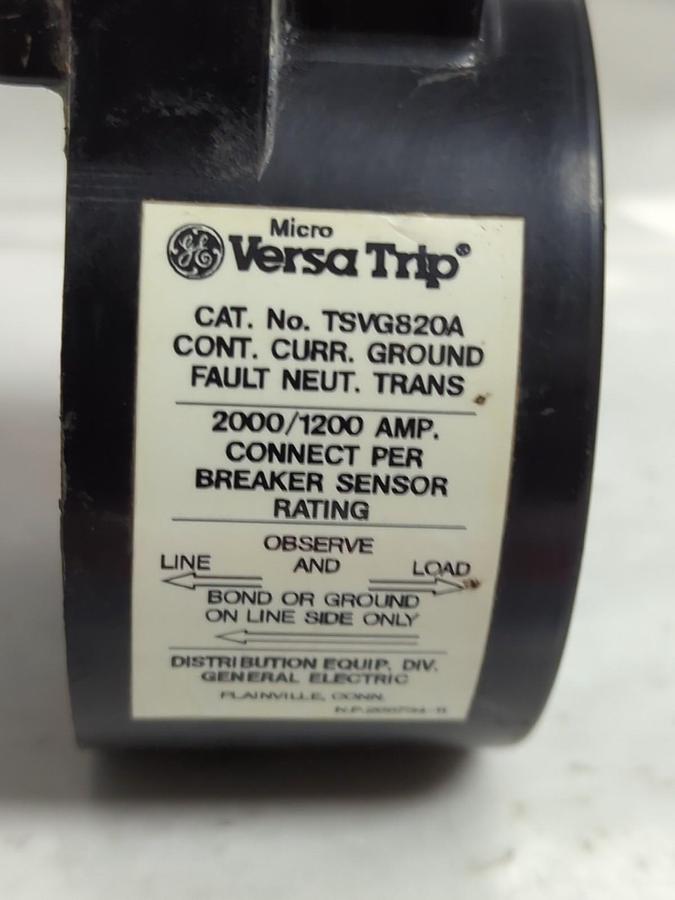 GE
Micro
Versa Trip®
CAT. No. TSVG820A
CONT. CURR. GROUND
FAULT NEUT. TRANS
2000/1200 AMP.
CONNECT PER
BREAKER SENSOR
RATING
OBSERVE
LINE AND LOAD
BOND OR GROUND
ON LINE SIDE ONLY
DISTRIBUTION EQUIP. DIV.
GENERAL ELECTRIC
PLAINVILLE, CONN.